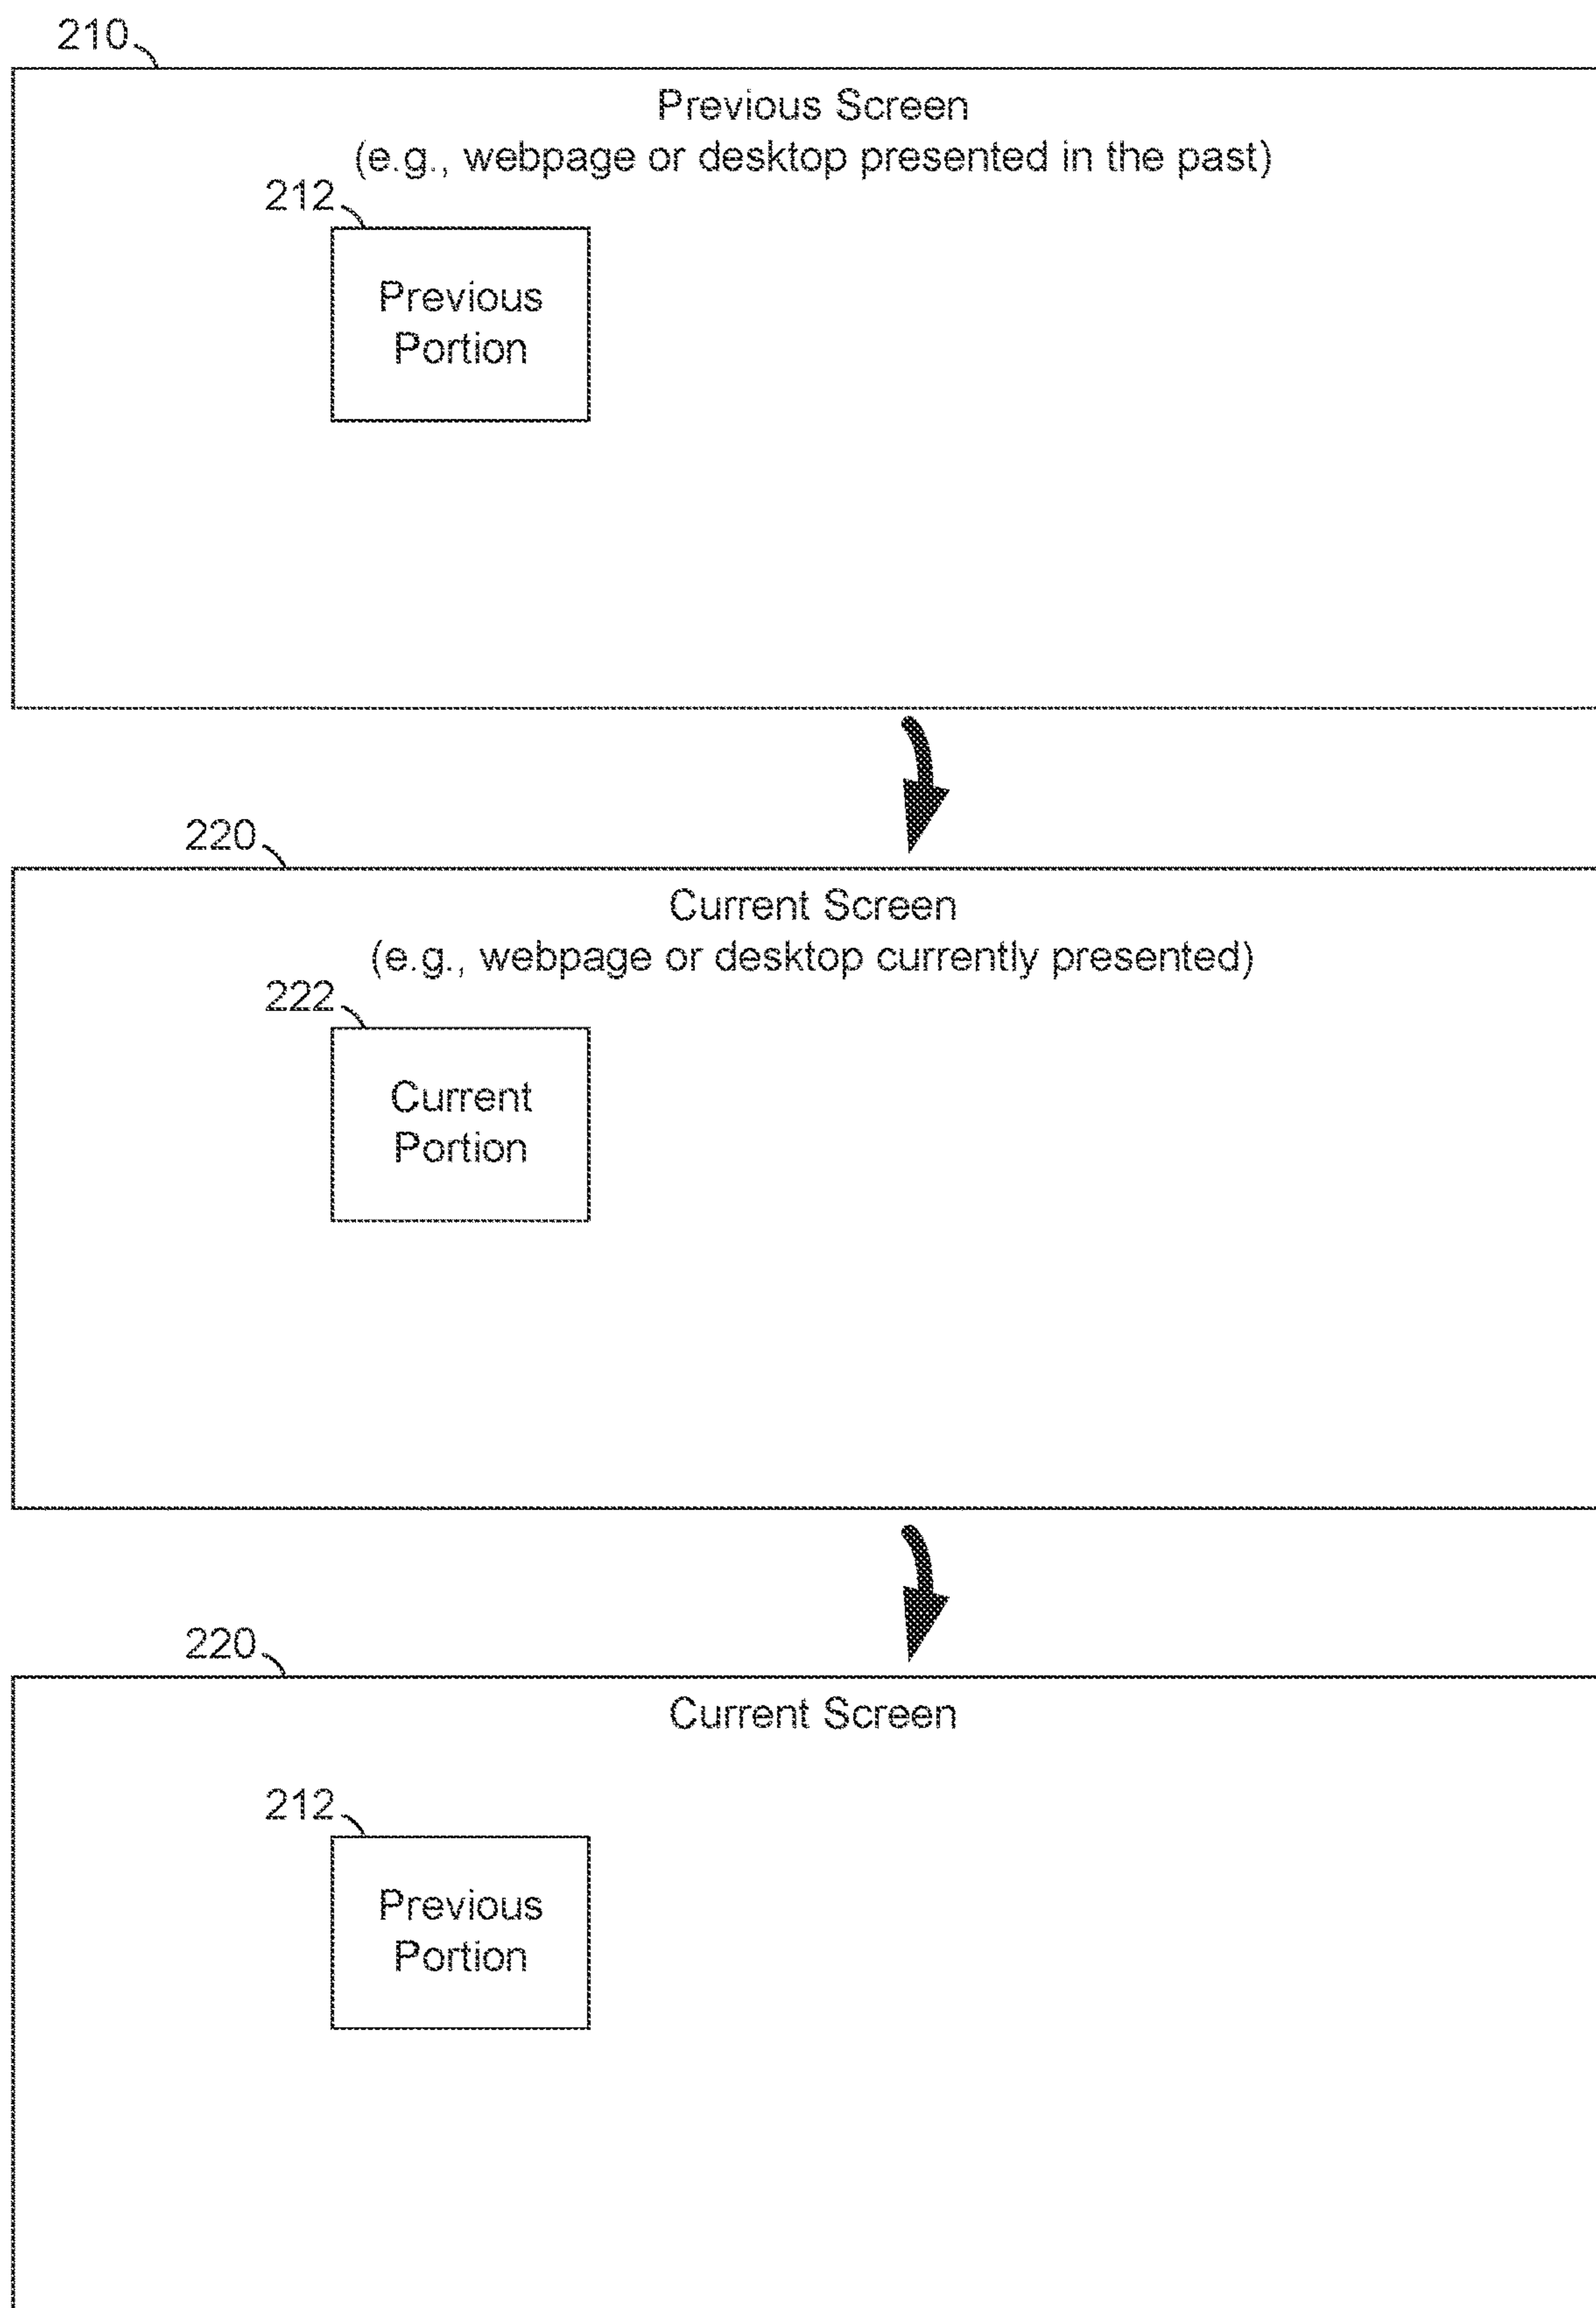 210
Previous Screen
(e.g., webpage or desktop presented in the past)
212
Previous
Portion
220
Current Screen
(e.g., webpage or desktop currently presented)
222
Current
Portion
220
Current Screen
212
Previous
Portion